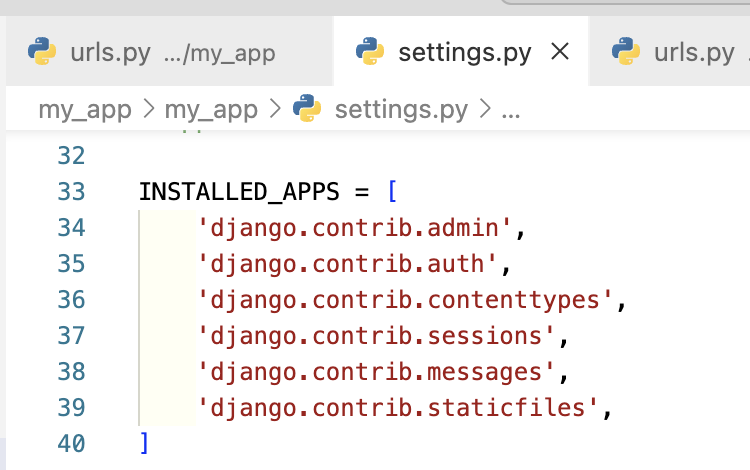 urls.py .../my_app settings.py × urls.py
my_app > my_app > settings.py > ...
32
33 INSTALLED_APPS = [
34 'django.contrib.admin',
35 'django.contrib.auth',
36 'django.contrib.contenttypes',
37 'django.contrib.sessions',
38 'django.contrib.messages',
39 'django.contrib.staticfiles',
40 ]